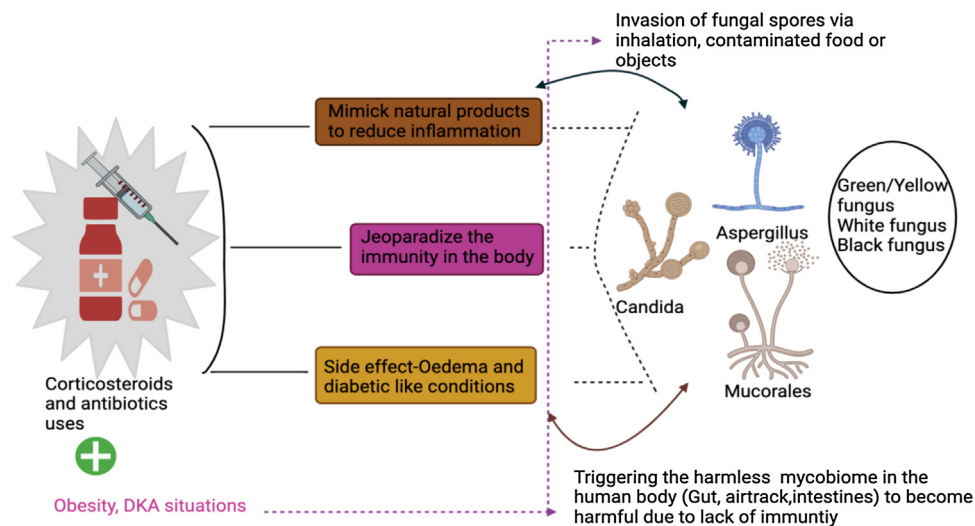 Invasion of fungal spores via
inhalation, contaminated food or
objects
Mimick natural products
to reduce inflammation
Jeoparadize the
immunity in the body
Side effect-Oedema and
diabetic like conditions
Corticosteroids
and antibiotics
uses
Obesity, DKA situations
Aspergillus
Candida
Mucorales
Green/Yellow
fungus
White fungus
Black fungus
Triggering the harmless mycobiome in the
human body (Gut, airtrack,intestines) to become
harmful due to lack of immuntiy